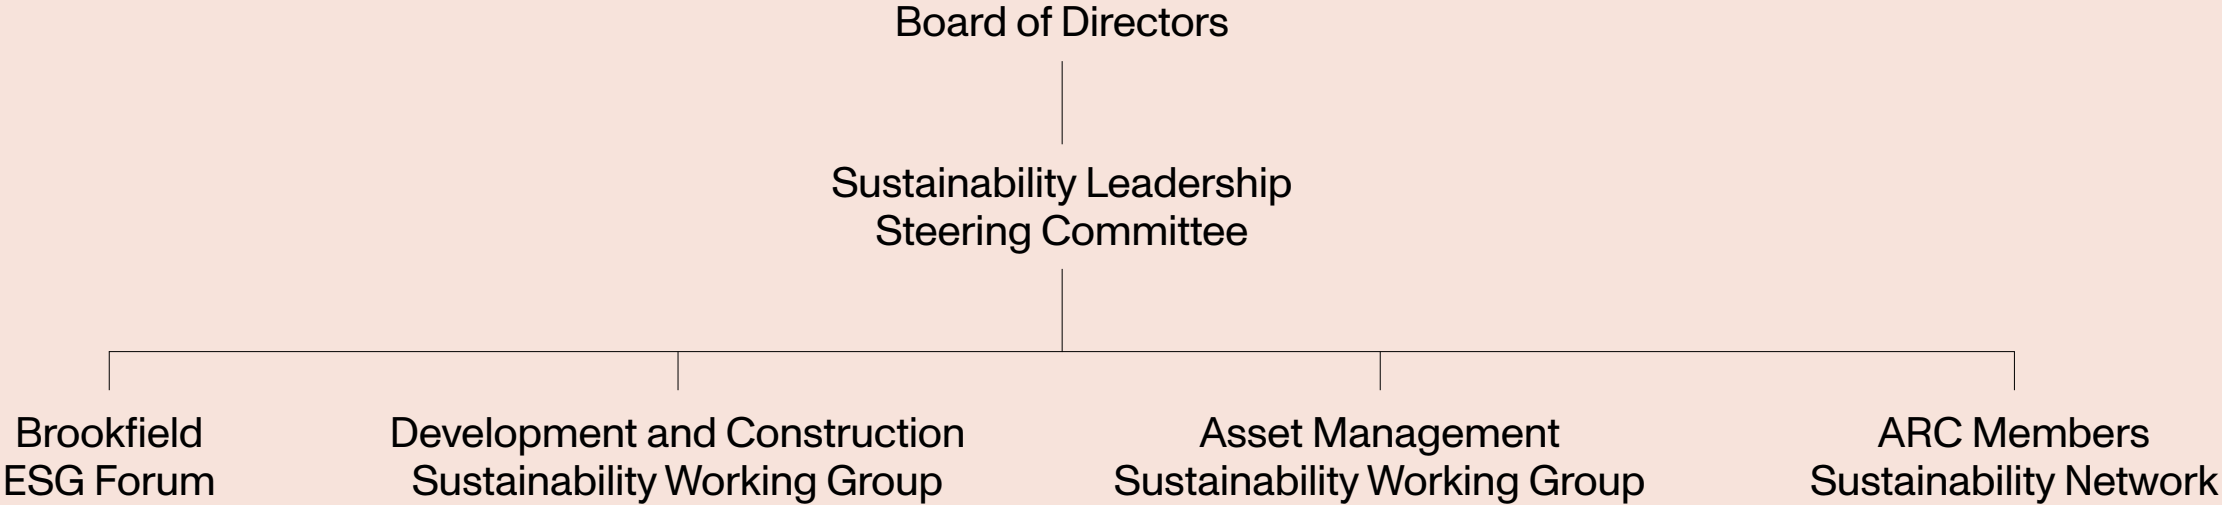 Board of Directors
Sustainability Leadership
Steering Committee
Brookfield
ESG Forum
Development and Construction
Sustainability Working Group
Asset Management
Sustainability Working Group
ARC Members
Sustainability Network